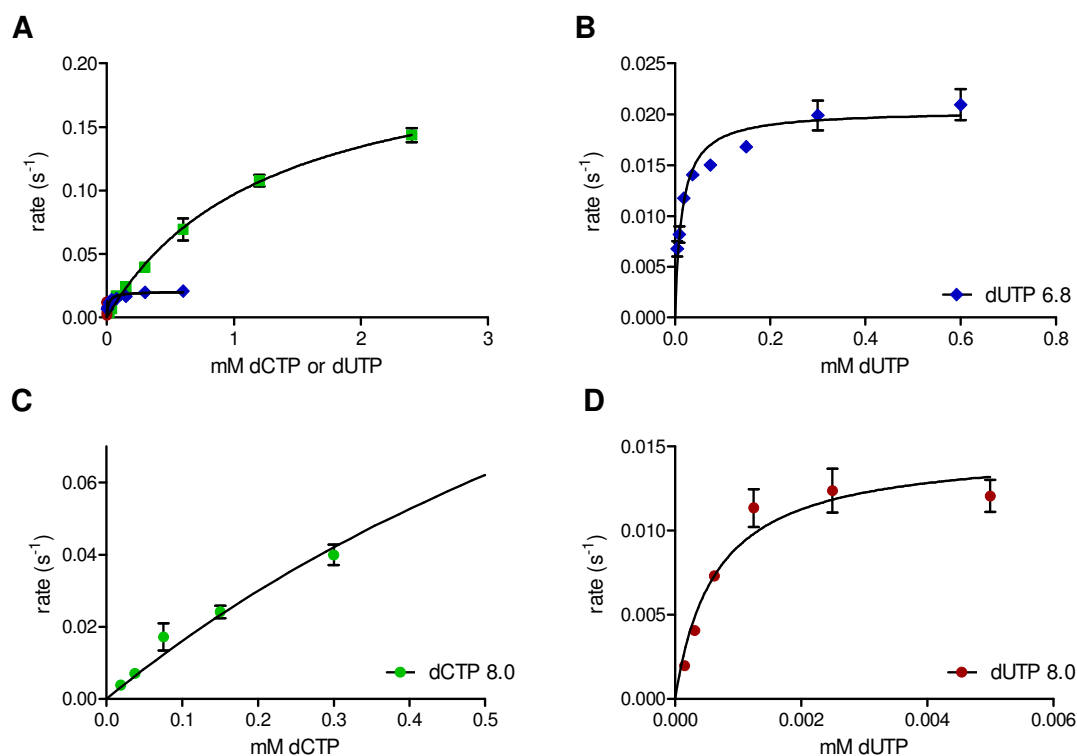 A
0.20
0.15
0.10
0.05
0.00
rate (s-1)
0
1
2
3
mM dCTP or dUTP
B
0.025
0.020
0.015
0.010
0.005
0.000
rate (s-1)
dUTP 6.8
0.0
0.2
0.4
0.6
0.8
mM dUTP
C
0.06
0.04
0.02
0.00
rate (s-1)
dCTP 8.0
0.0
0.1
0.2
0.3
0.4
0.5
mM dCTP
D
0.015
0.010
0.005
0.000
rate (s-1)
dUTP 8.0
0.000
0.002
0.004
0.006
mM dUTP